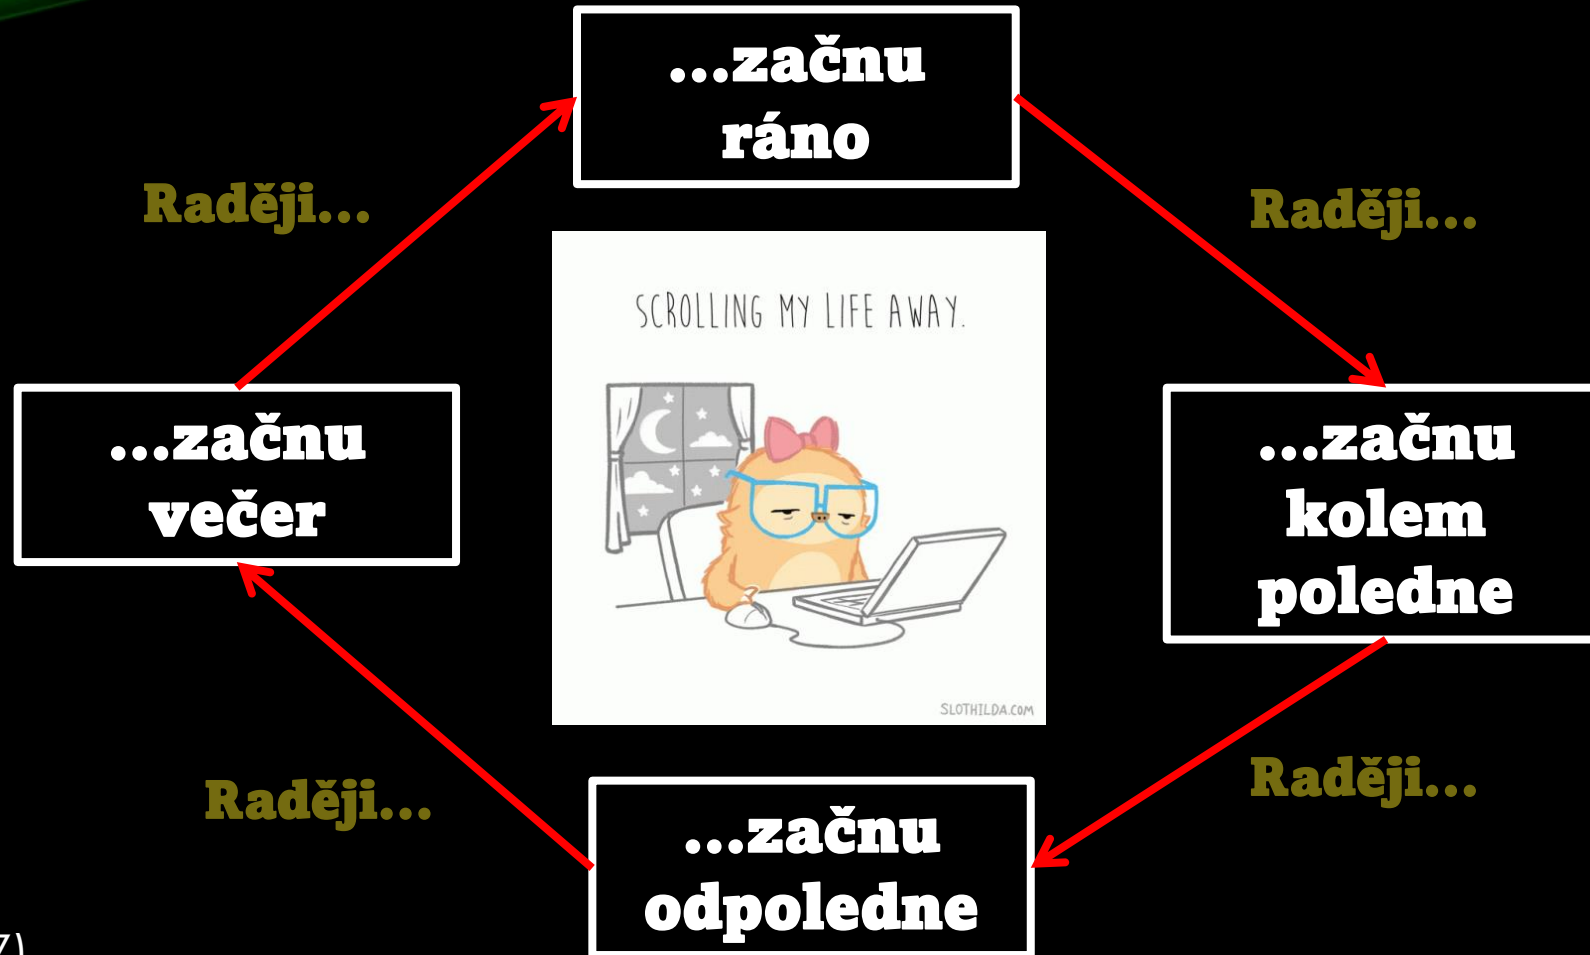 ...začnu
ráno
Raději...
Raději...
SCROLLING MY LIFE AWAY.
...začnu
večer
...začnu
kolem
poledne
SLOTHILDA.COM
Raději...
Raději...
...začnu
odpoledne
7)